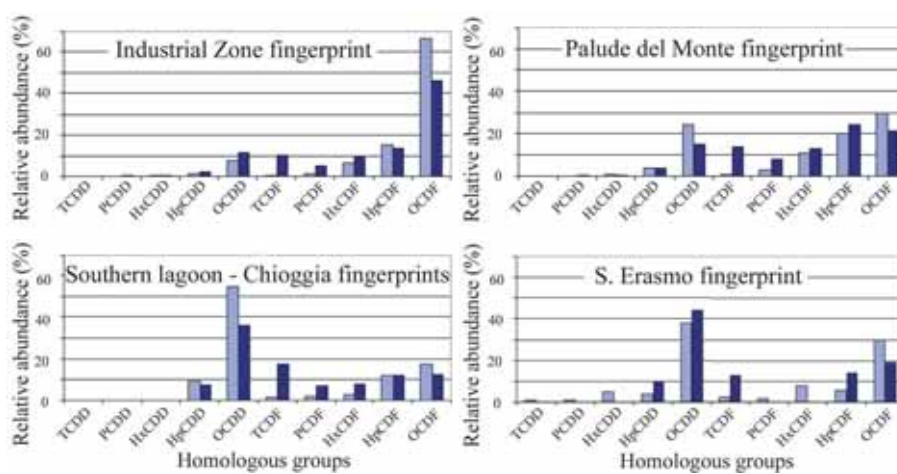 Industrial Zone fingerprint
Relative abundance (%)
60
40
20
0
TCDD
PCDD
HxCDD
HpCDD
OCDD
TCDF
PCDF
HxCDF
HpCDF
OCDF
Palude del Monte fingerprint
Relative abundance (%)
60
40
20
0
TCDD
PCDD
HxCDD
HpCDD
OCDD
TCDF
PCDF
HxCDF
HpCDF
OCDF
Southern lagoon - Chioggia fingerprints
Relative abundance (%)
60
40
20
0
TCDD
PCDD
HxCDD
HpCDD
OCDD
TCDF
PCDF
HxCDF
HpCDF
OCDF
Homologous groups
S. Erasmo fingerprint
Relative abundance (%)
60
40
20
0
TCDD
PCDD
HxCDD
HpCDD
OCDD
TCDF
PCDF
HxCDF
HpCDF
OCDF
Homologous groups